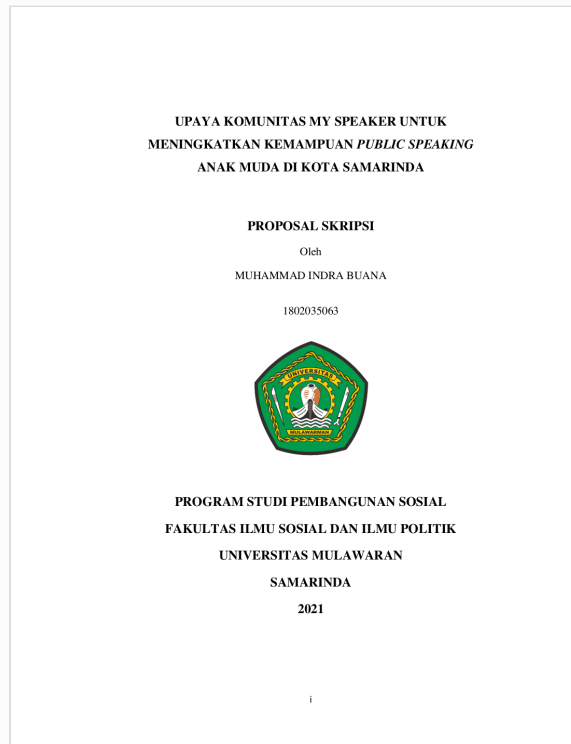 UPAYA KOMUNITAS MY SPEAKER UNTUK
MENINGKATKAN KEMAMPUAN PUBLIC SPEAKING
ANAK MUDA DI KOTA SAMARINDA
PROPOSAL SKRIPSI
Oleh
MUHAMMAD INDRA BUANA
1802035063
UNIVERSITAS
MULAWARMAN
PROGRAM STUDI PEMBANGUNAN SOSIAL
FAKULTAS ILMU SOSIAL DAN ILMU POLITIK
UNIVERSITAS MULAWARAN
SAMARINDA
2021
i